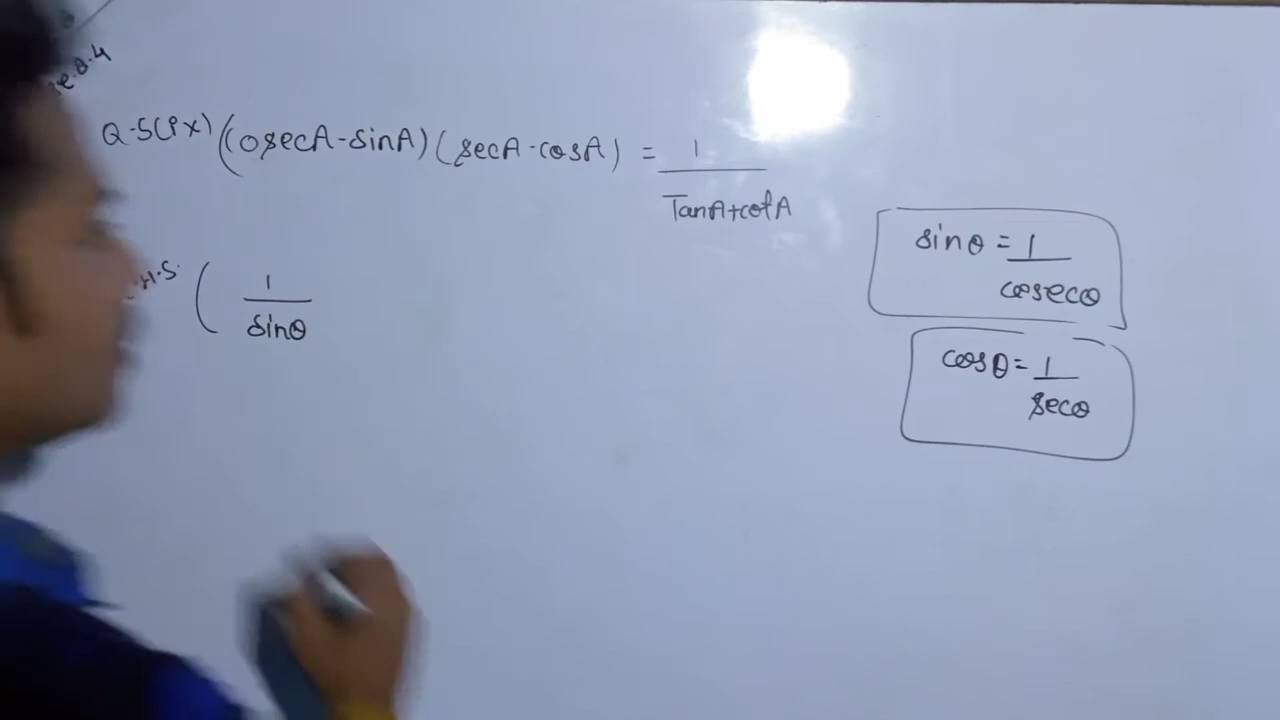 Q.5(ix) (cosecA-sinA) (secA-cosA) = 1
TanA+cotA
.H.S. ( 1
sinθ
sinθ = 1
cosecθ
cosθ = 1
secθ